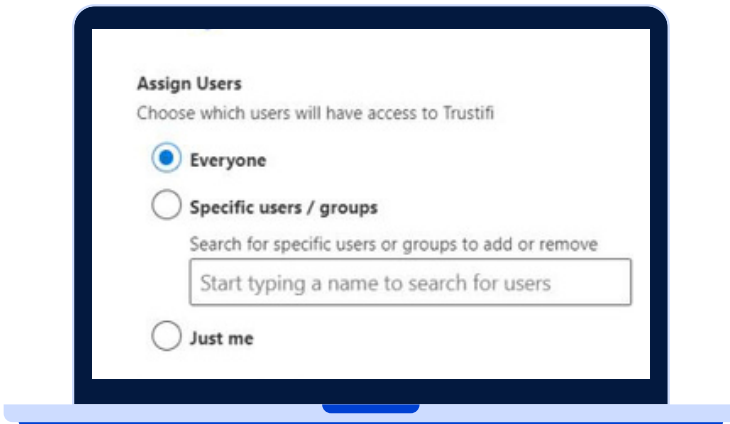 Assign Users
Choose which users will have access to Trustifi
Everyone
Specific users / groups
Search for specific users or groups to add or remove
Start typing a name to search for users
Just me